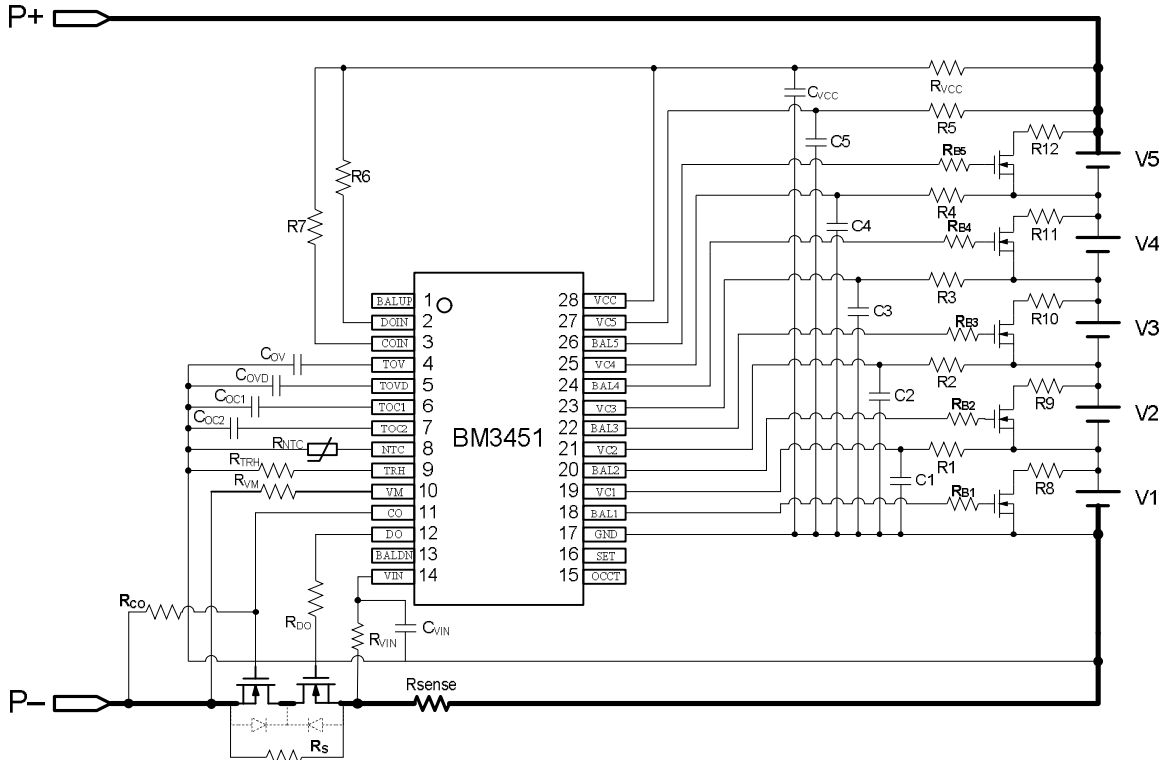 P+
RVCC
CVCC
R5
C5
R12
RB5
V5
R6
R4
C4
R11
RB4
V4
R7
R3
C3
R10
RB3
V3
R2
C2
R9
RB2
V2
R1
C1
R8
RB1
V1
BM3451
BALUP 1
DOIN 2
COIN 3
TOV 4
TOVD 5
TOC1 6
TOC2 7
NTC 8
TRH 9
VM 10
CO 11
DO 12
BALDN 13
VIN 14
28 VCC
27 VC5
26 BAL5
25 VC4
24 BAL4
23 VC3
22 BAL3
21 VC2
20 BAL2
19 VC1
18 BAL1
17 GND
16 SET
15 OCCT
COV
COVD
COC1
COC2
RNTC
RTRH
RVM
RCO
RDO
RVIN
CVIN
Rsense
P−
RS